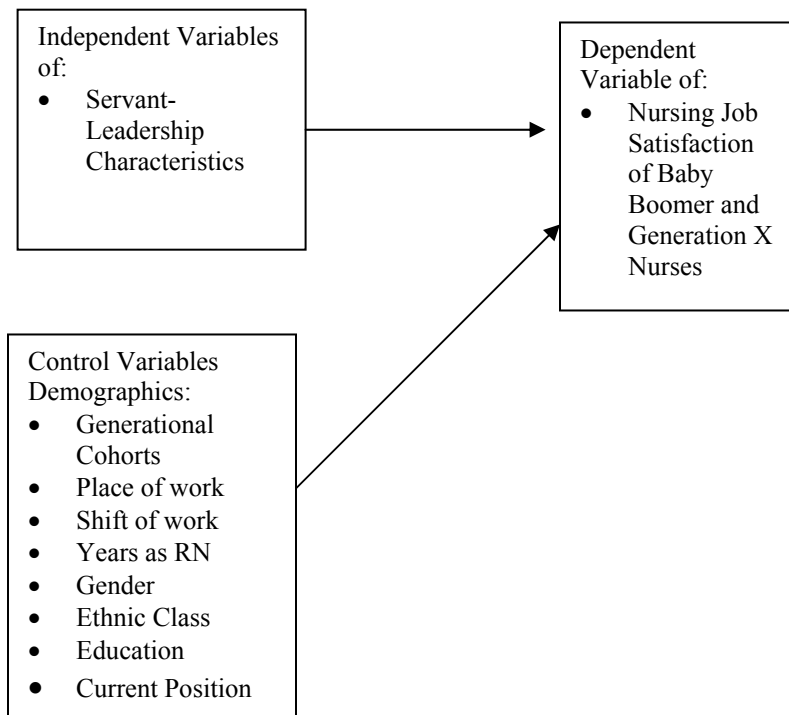 Independent Variables
of:
• Servant-
Leadership
Characteristics
Dependent
Variable of:
• Nursing Job
Satisfaction
of Baby
Boomer and
Generation X
Nurses
Control Variables
Demographics:
• Generational
Cohorts
• Place of work
• Shift of work
• Years as RN
• Gender
• Ethnic Class
• Education
• Current Position